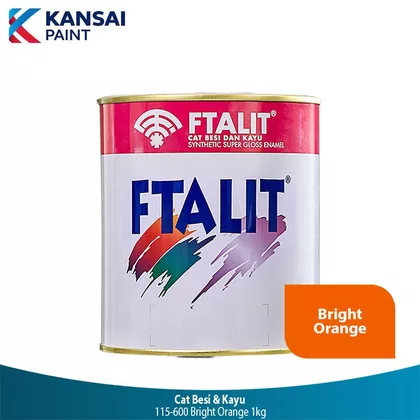 KANSAI
PAINT
FTALIT®
CAT BESI DAN KAYU
SYNTHETIC SUPER GLOSS ENAMEL
FTALIT®
Bright
Orange
Cat Besi & Kayu
115-600 Bright Orange 1kg